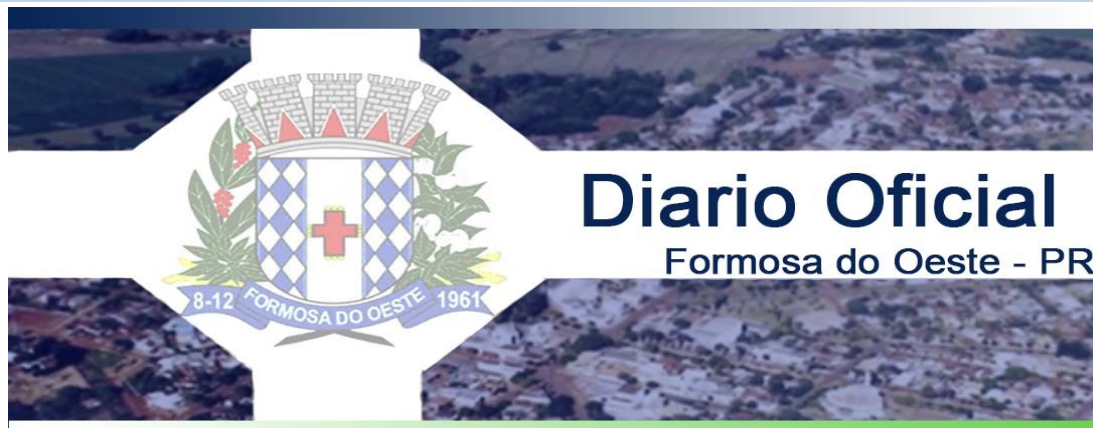 Diario Oficial
Formosa do Oeste - PR
8-12 FORMOSA DO OESTE 1961